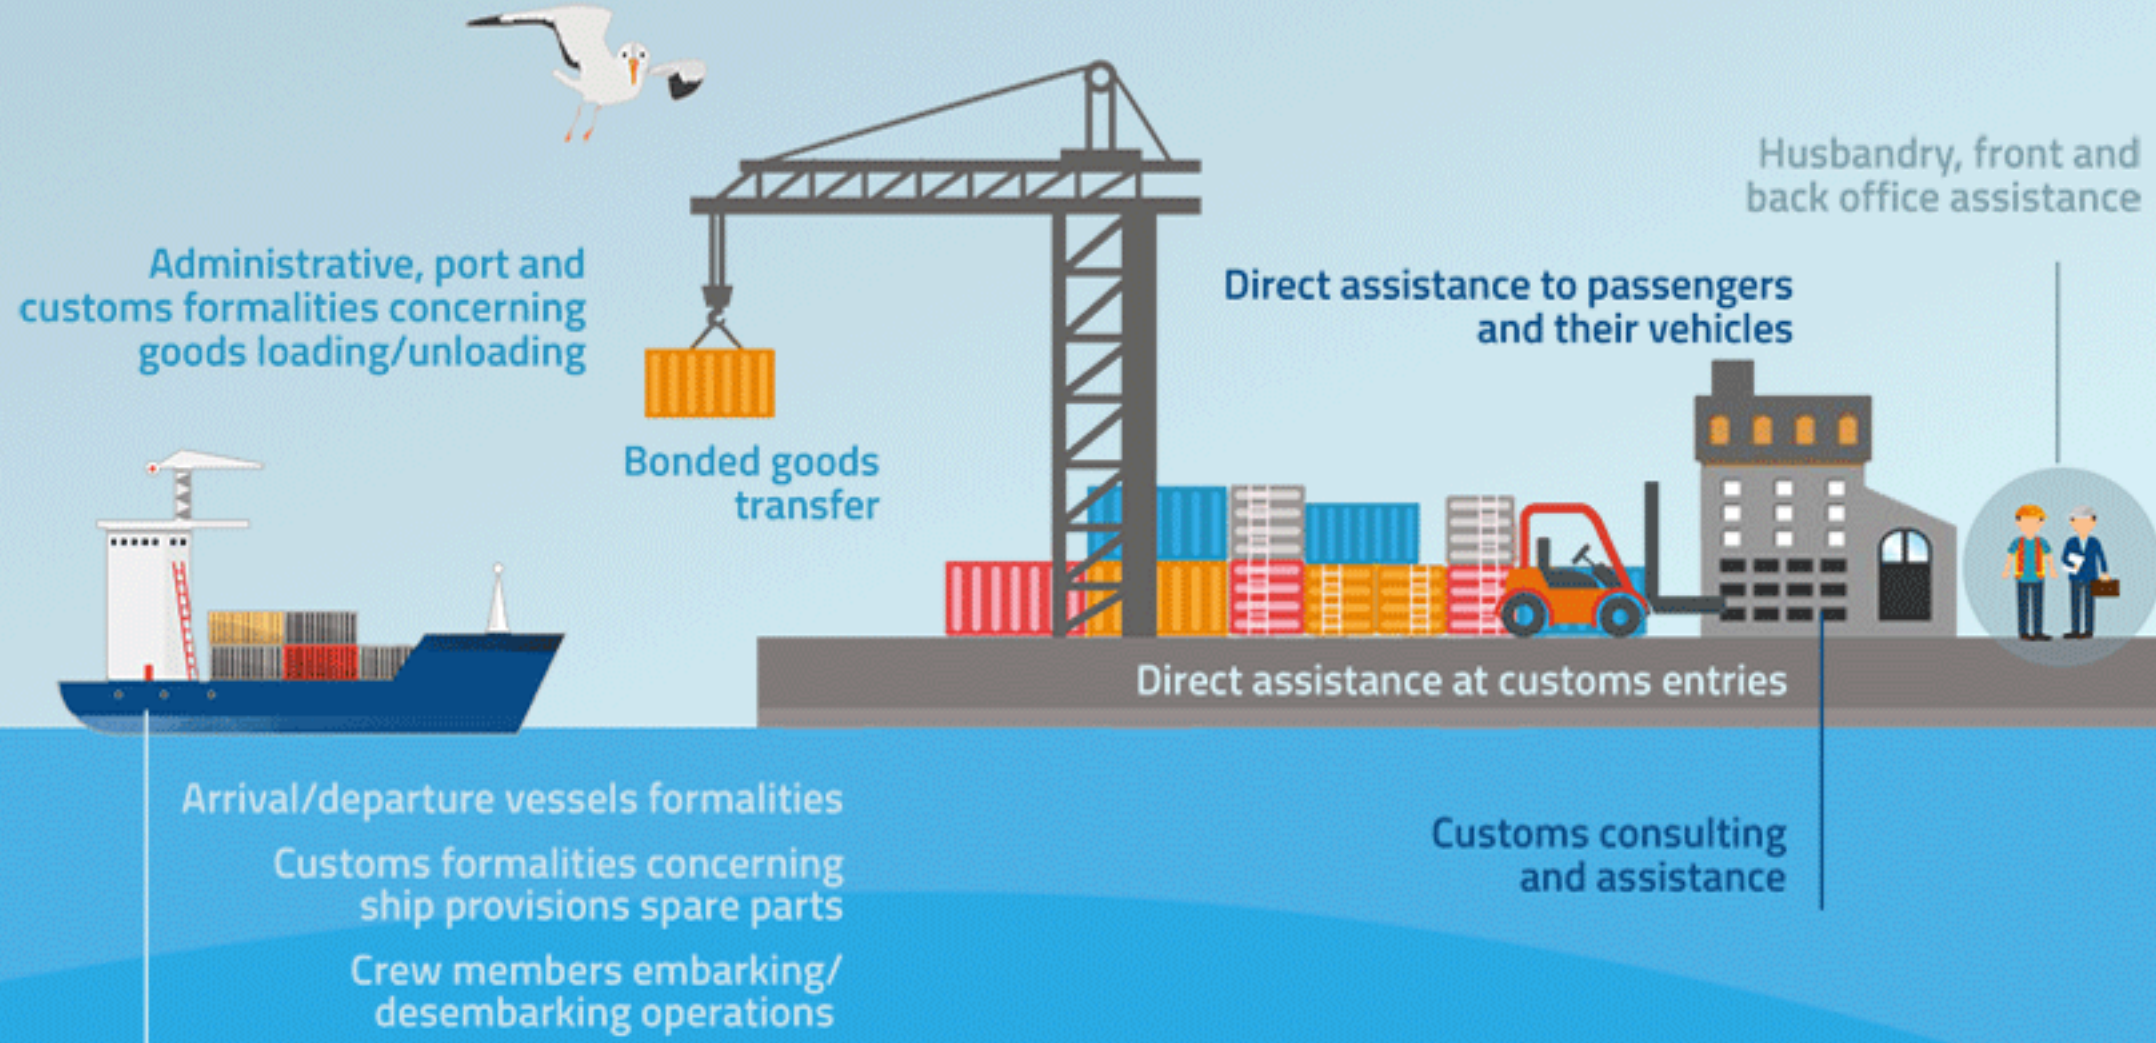 Husbandry, front and
back office assistance
Administrative, port and
customs formalities concerning
goods loading/unloading
Direct assistance to passengers
and their vehicles
Bonded goods
transfer
Direct assistance at customs entries
Arrival/departure vessels formalities
Customs formalities concerning
ship provisions spare parts
Crew members embarking/
desembarking operations
Customs consulting
and assistance